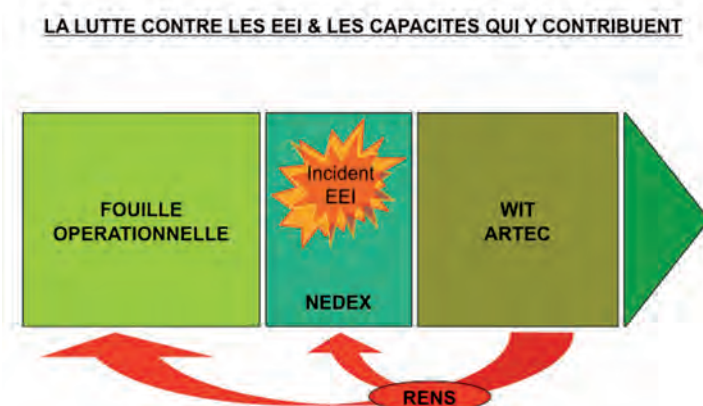 LA LUTTE CONTRE LES EEI & LES CAPACITES QUI Y CONTRIBUENT
FOUILLE
OPERATIONNELLE
Incident
EEI
NEDEX
WIT
ARTEC
RENS